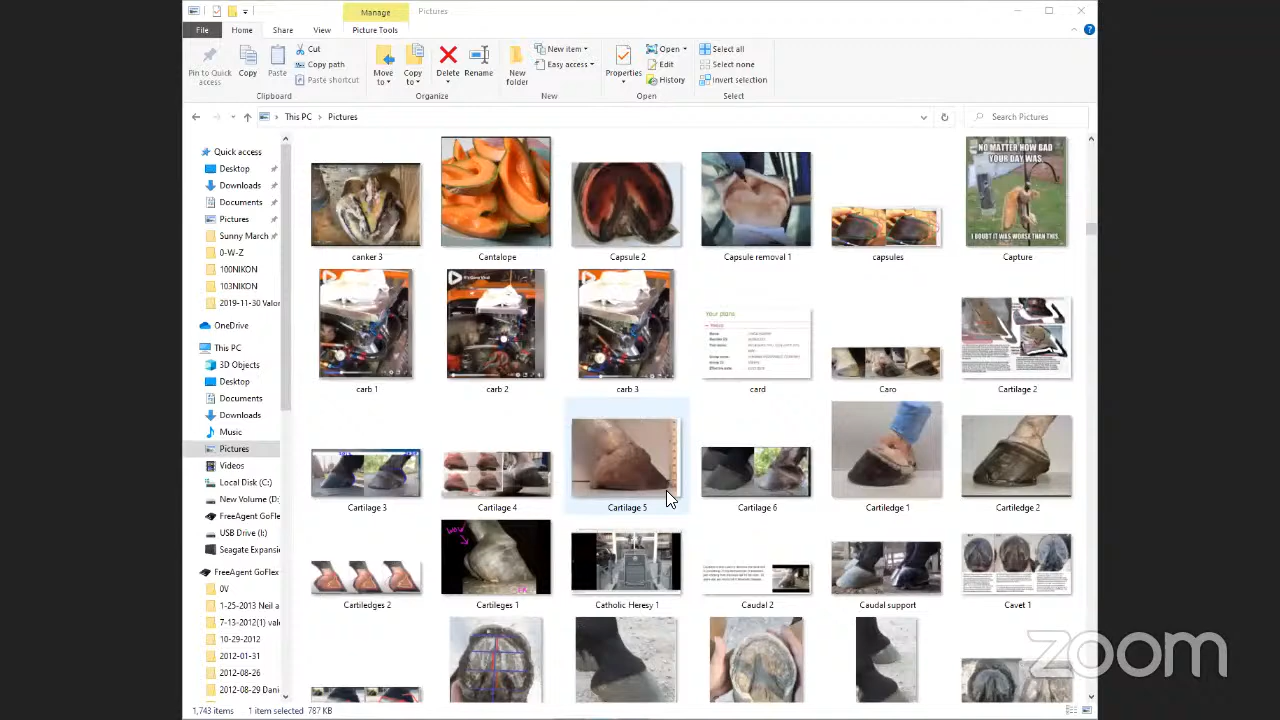 Manage
Pictures
File
Home
Share
View
Picture Tools
Pin to Quick access
Copy
Paste
Cut
Copy path
Paste shortcut
Clipboard
Move to
Copy to
Delete
Rename
Organize
New folder
New item
Easy access
New
Properties
Open
Edit
History
Open
Select all
Select none
Invert selection
Select
This PC > Pictures
Search Pictures
Quick access
Desktop
Downloads
Documents
Pictures
Sunny March
0-W-Z
100NIKON
103NIKON
2019-11-30 Valor
OneDrive
This PC
3D Objects
Desktop
Documents
Downloads
Music
Pictures
Videos
Local Disk (C:)
New Volume (D:
FreeAgent GoFle
USB Drive (I:)
Seagate Expansi
FreeAgent GoFlex
0V
1-25-2013 Neil a
7-13-2012(1) val
10-29-2012
2012-01-31
2012-08-26
2012-08-29 Dani
NO MATTER HOW BAD
YOUR DAY WAS
I DOUBT IT WAS WORSE THAN THIS.
canker 3
Cantalope
Capsule 2
Capsule removal 1
capsules
Capture
Your plans
carb 1
carb 2
carb 3
card
Caro
Cartilage 2
Cartilage 3
Cartilage 4
Cartilage 5
Cartilage 6
Cartiledge 1
Cartiledge 2
WOW
Cartiledges 2
Cartileges 1
Catholic Heresy 1
Caudal 2
Caudal support
Cavet 1
1,743 items
1 item selected 787 KB
zoom